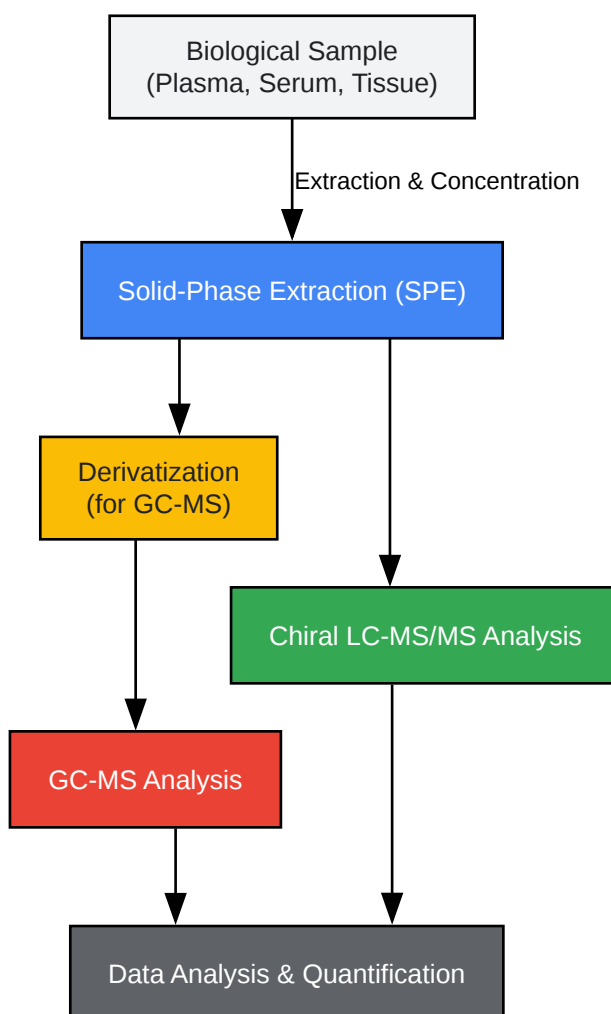 Biological Sample
(Plasma, Serum, Tissue)
Extraction & Concentration
Solid-Phase Extraction (SPE)
Derivatization
(for GC-MS)
Chiral LC-MS/MS Analysis
GC-MS Analysis
Data Analysis & Quantification